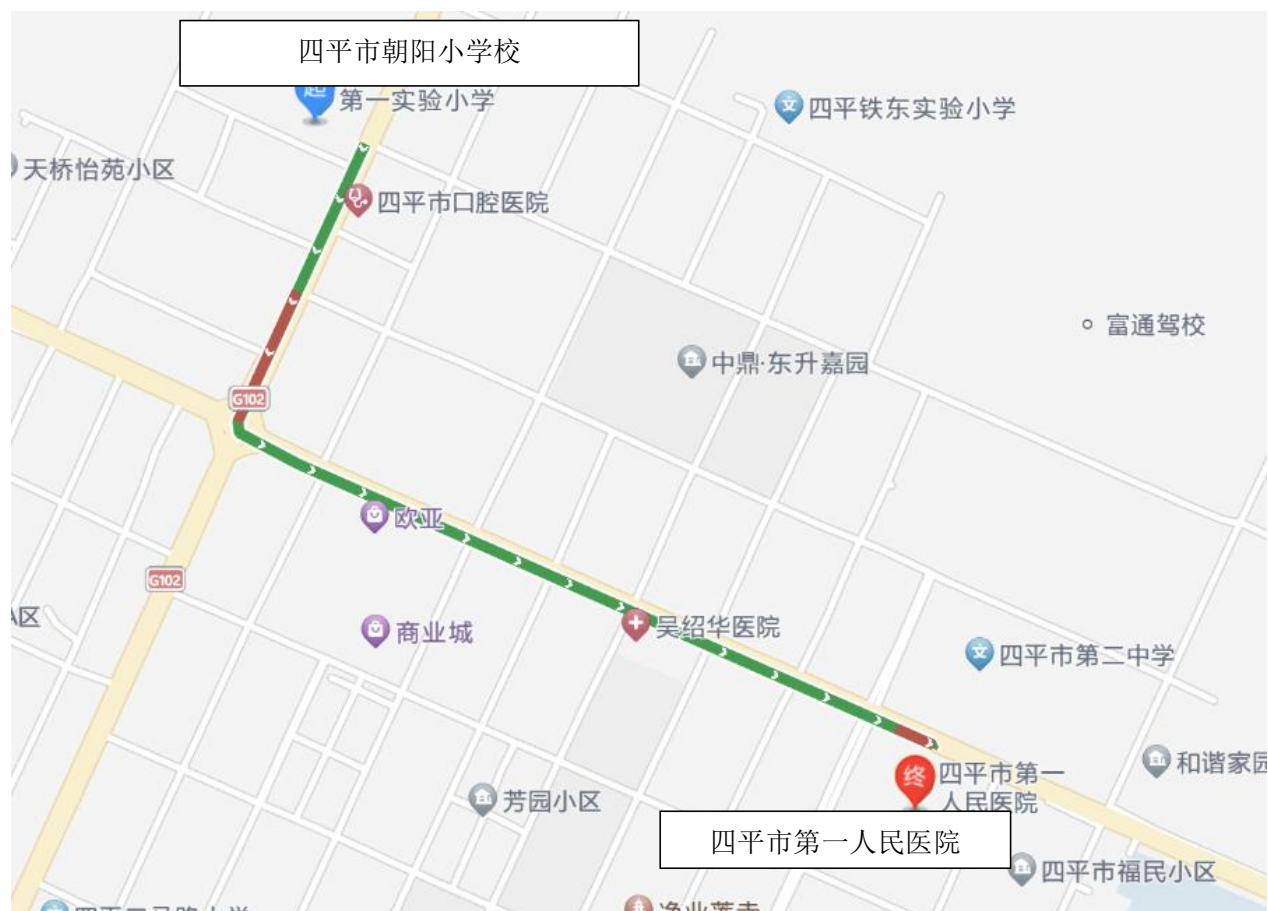 四平市朝阳小学校
起
第一实验小学
四平铁东实验小学
天桥怡苑小区
四平市口腔医院
富通驾校
中鼎·东升嘉园
G102
欧亚
G102
小区
商业城
吴绍华医院
四平市第二中学
和谐家园
终
四平市第一
人民医院
芳园小区
四平市第一人民医院
四平市福民小区